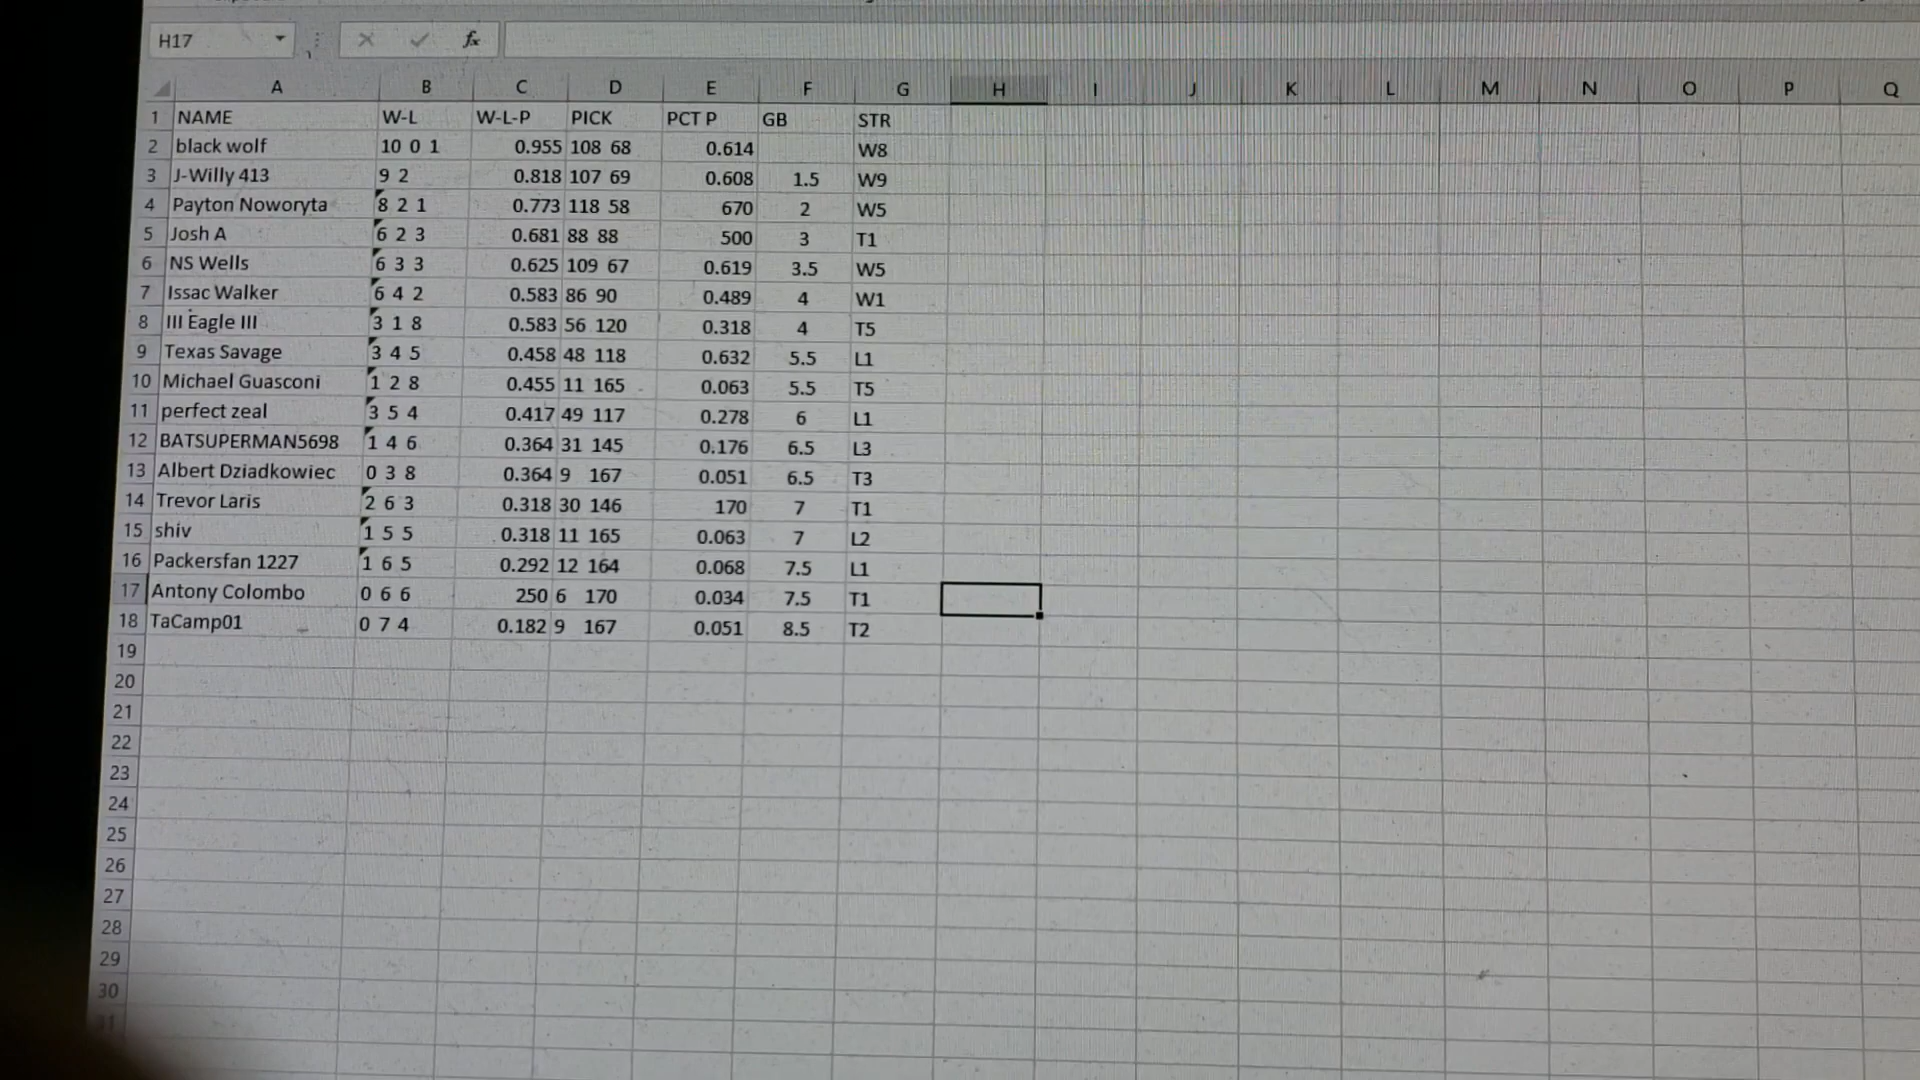 H17 fx
A B C D E F G H I J K L M N O P Q
1 NAME W-L W-L-P PICK PCT P GB STR
2 black wolf 10 0 1 0.955 108 68 0.614 W8
3 J-Willy 413 9 2 0.818 107 69 0.608 1.5 W9
4 Payton Noworyta 8 2 1 0.773 118 58 670 2 W5
5 Josh A 6 2 3 0.681 88 88 500 3 T1
6 NS Wells 6 3 3 0.625 109 67 0.619 3.5 W5
7 Issac Walker 6 4 2 0.583 86 90 0.489 4 W1
8 III Eagle III 3 1 8 0.583 56 120 0.318 4 T5
9 Texas Savage 3 4 5 0.458 48 118 0.632 5.5 L1
10 Michael Guasconi 1 2 8 0.455 11 165 0.063 5.5 T5
11 perfect zeal 3 5 4 0.417 49 117 0.278 6 L1
12 BATSUPERMAN5698 1 4 6 0.364 31 145 0.176 6.5 L3
13 Albert Dziadkowiec 0 3 8 0.364 9 167 0.051 6.5 T3
14 Trevor Laris 2 6 3 0.318 30 146 170 7 T1
15 shiv 1 5 5 0.318 11 165 0.063 7 L2
16 Packersfan 1227 1 6 5 0.292 12 164 0.068 7.5 L1
17 Antony Colombo 0 6 6 250 6 170 0.034 7.5 T1
18 TaCamp01 0 7 4 0.182 9 167 0.051 8.5 T2
19
20
21
22
23
24
25
26
27
28
29
30
31